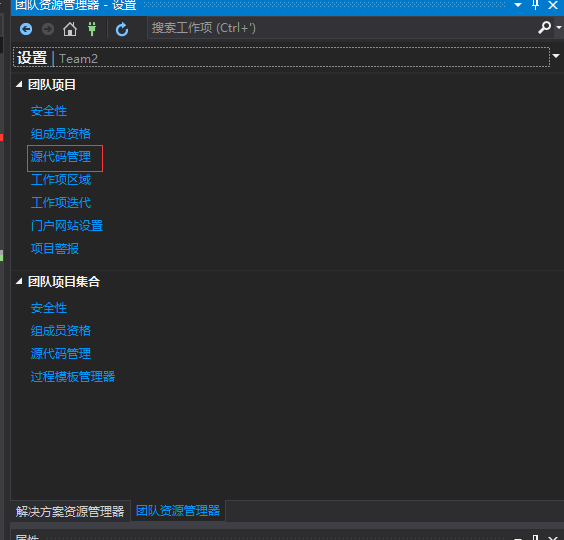 团队资源管理器 - 设置
搜索工作项 (Ctrl+')
设置 | Team2
团队项目
安全性
组成员资格
源代码管理
工作项区域
工作项迭代
门户网站设置
项目警报
团队项目集合
安全性
组成员资格
源代码管理
过程模板管理器
解决方案资源管理器 团队资源管理器
属性